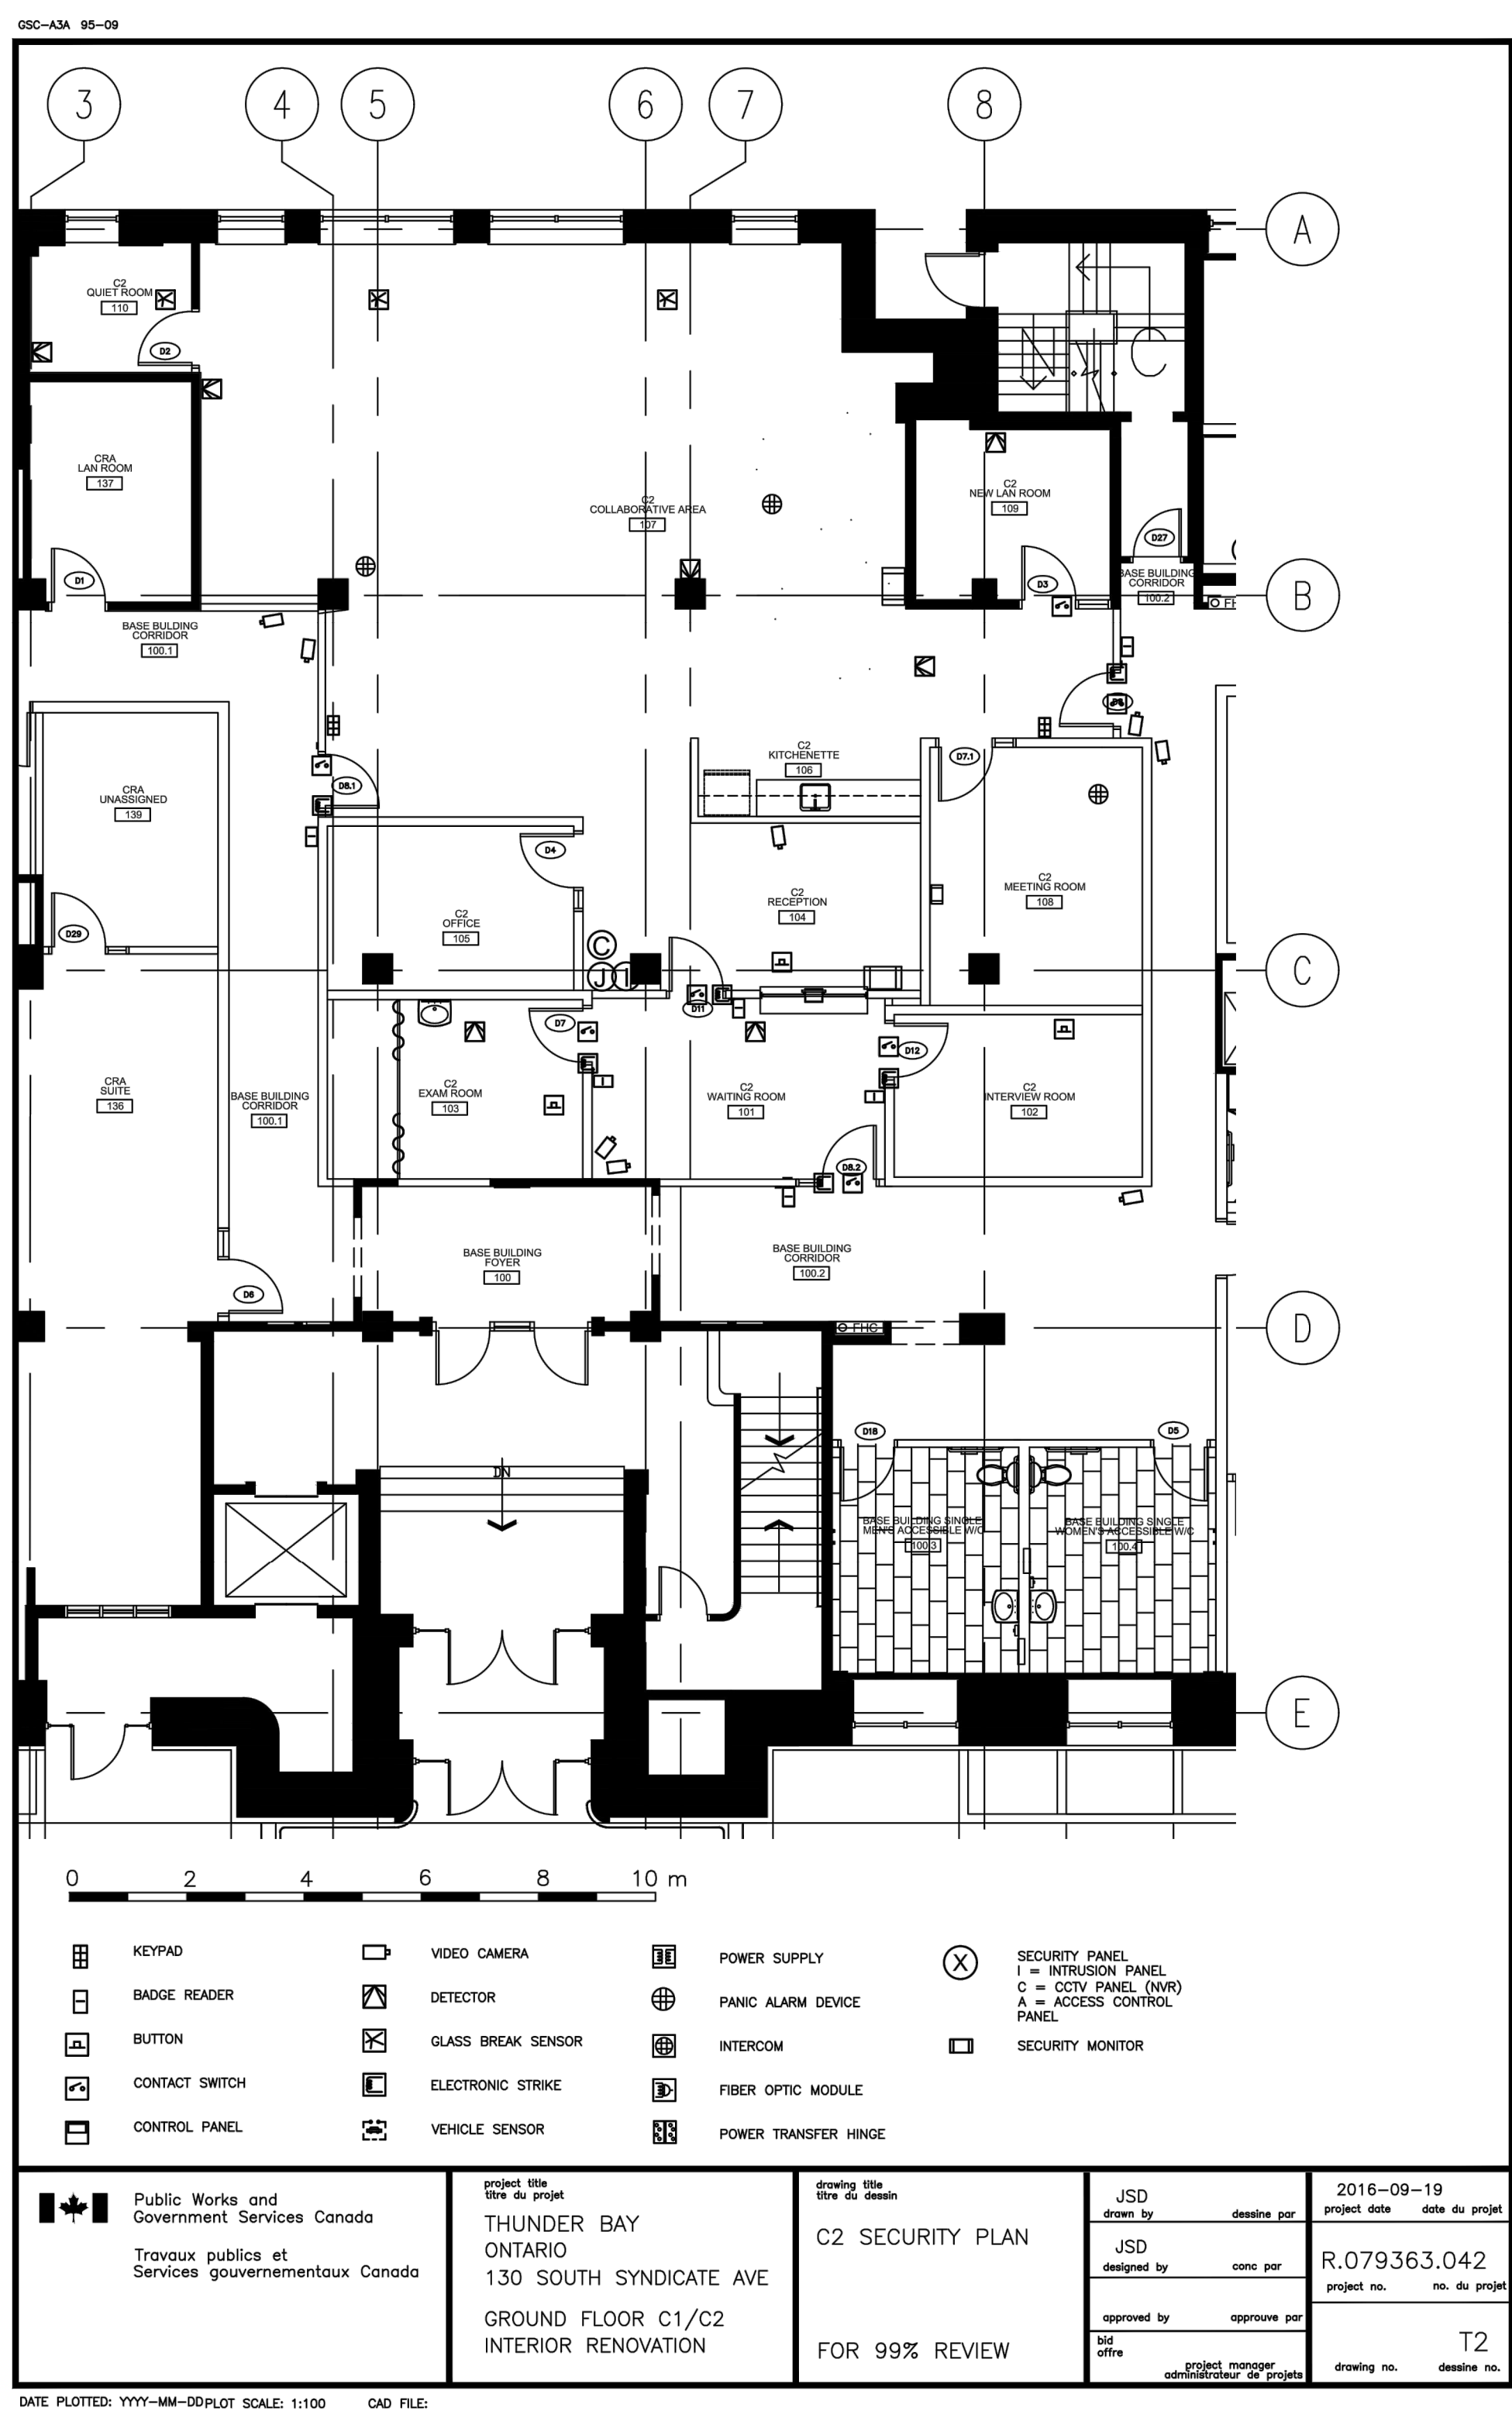 GSC-A3A 95-09
3
4
5
6
7
8
A
C2
QUIET ROOM
110
D2
CRA
LAN ROOM
137
D1
C2
COLLABORATIVE AREA
107
C2
NEW LAN ROOM
109
D3
D27
BASE BUILDING
CORRIDOR
100.2
B
BASE BULDING
CORRIDOR
100.1
D8.1
C2
KITCHENETTE
106
D7.1
CRA
UNASSIGNED
139
D29
D4
C2
OFFICE
105
C2
RECEPTION
104
C2
MEETING ROOM
108
C
J
I
C
D11
D7
D12
CRA
SUITE
136
BASE BUILDING
CORRIDOR
100.1
C2
EXAM ROOM
103
C2
WAITING ROOM
101
C2
INTERVIEW ROOM
102
D8.2
BASE BUILDING
FOYER
100
BASE BUILDING
CORRIDOR
100.2
D6
FHC
D
D18
D5
DN
BASE BUILDING SINGLE
MEN'S ACCESSIBLE W/C
100.3
BASE BUILDING SINGLE
WOMEN'S ACCESSIBLE W/C
100.4
E
0 2 4 6 8 10 m
KEYPAD
BADGE READER
BUTTON
CONTACT SWITCH
CONTROL PANEL
VIDEO CAMERA
DETECTOR
GLASS BREAK SENSOR
ELECTRONIC STRIKE
VEHICLE SENSOR
POWER SUPPLY
PANIC ALARM DEVICE
INTERCOM
FIBER OPTIC MODULE
POWER TRANSFER HINGE
X
SECURITY PANEL
I = INTRUSION PANEL
C = CCTV PANEL (NVR)
A = ACCESS CONTROL
PANEL
SECURITY MONITOR
Public Works and
Government Services Canada
Travaux publics et
Services gouvernementaux Canada
project title
titre du projet
THUNDER BAY
ONTARIO
130 SOUTH SYNDICATE AVE
GROUND FLOOR C1/C2
INTERIOR RENOVATION
drawing title
titre du dessin
C2 SECURITY PLAN
FOR 99% REVIEW
JSD
drawn by dessine par
JSD
designed by conc par
approved by approuve par
bid
offre
project manager
administrateur de projets
2016-09-19
project date date du projet
R.079363.042
project no. no. du projet
T2
drawing no. dessine no.
DATE PLOTTED: YYYY-MM-DD PLOT SCALE: 1:100 CAD FILE: